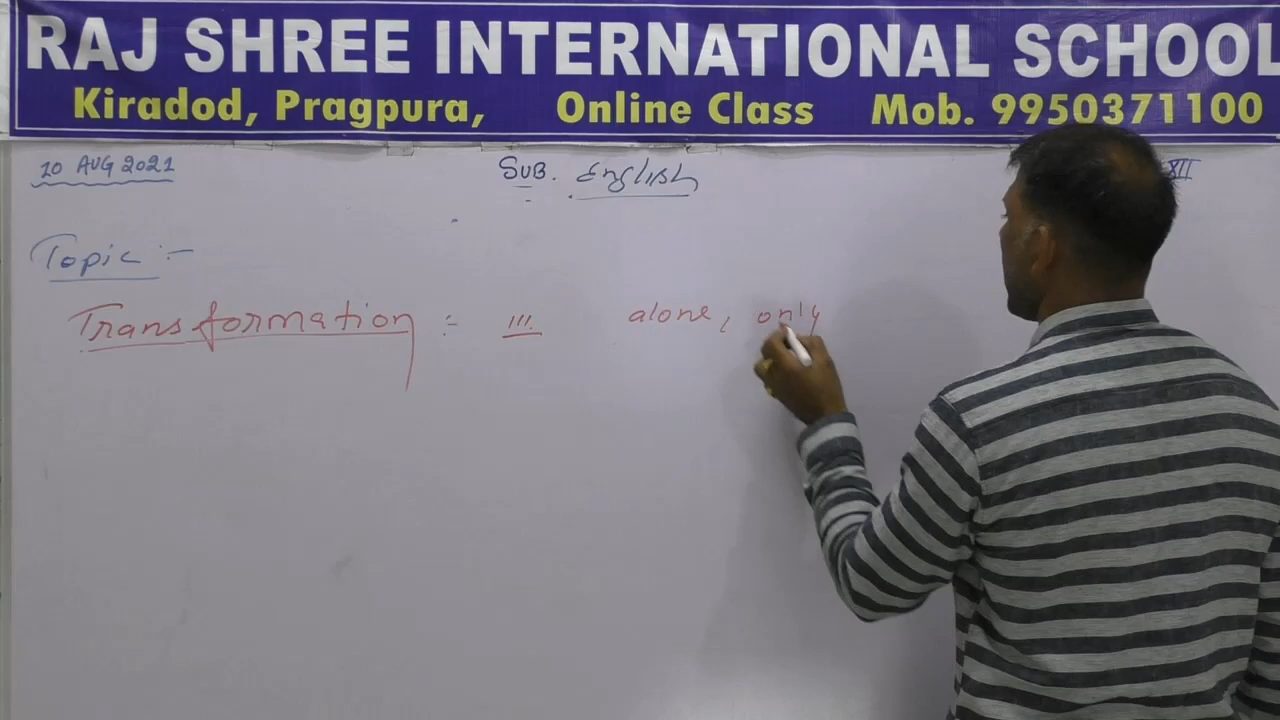 RAJ SHREE INTERNATIONAL SCHOOL
Kiradod, Pragpura, Online Class Mob. 9950371100
10 AUG 2021 SUB. English XII
Topic :-
Transformation :- III alone, only